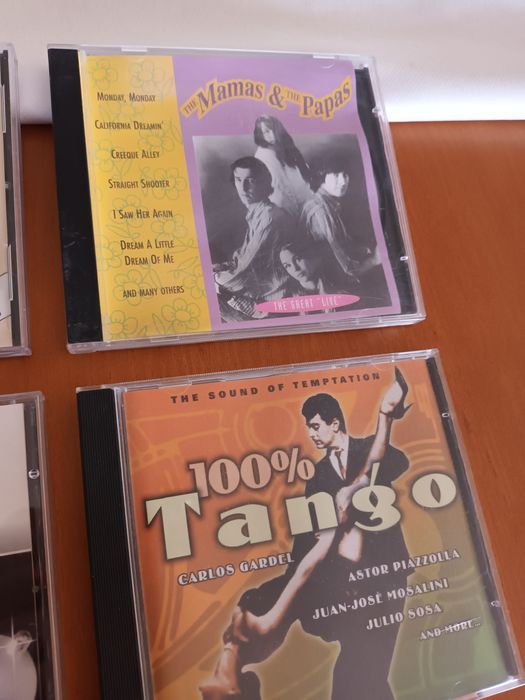 THE Mamas & THE Papas
MONDAY, MONDAY
CALIFORNIA DREAMIN'
CREEQUE ALLEY
STRAIGHT SHOOTER
I SAW HER AGAIN
DREAM A LITTLE
DREAM OF ME
AND MANY OTHERS
THE GREAT "LIVE"
THE SOUND OF TEMPTATION
100%
Tango
CARLOS GARDEL
ASTOR PIAZZOLLA
JUAN-JOSÈ MOSALINI
JULIO SOSA
AND MORE...